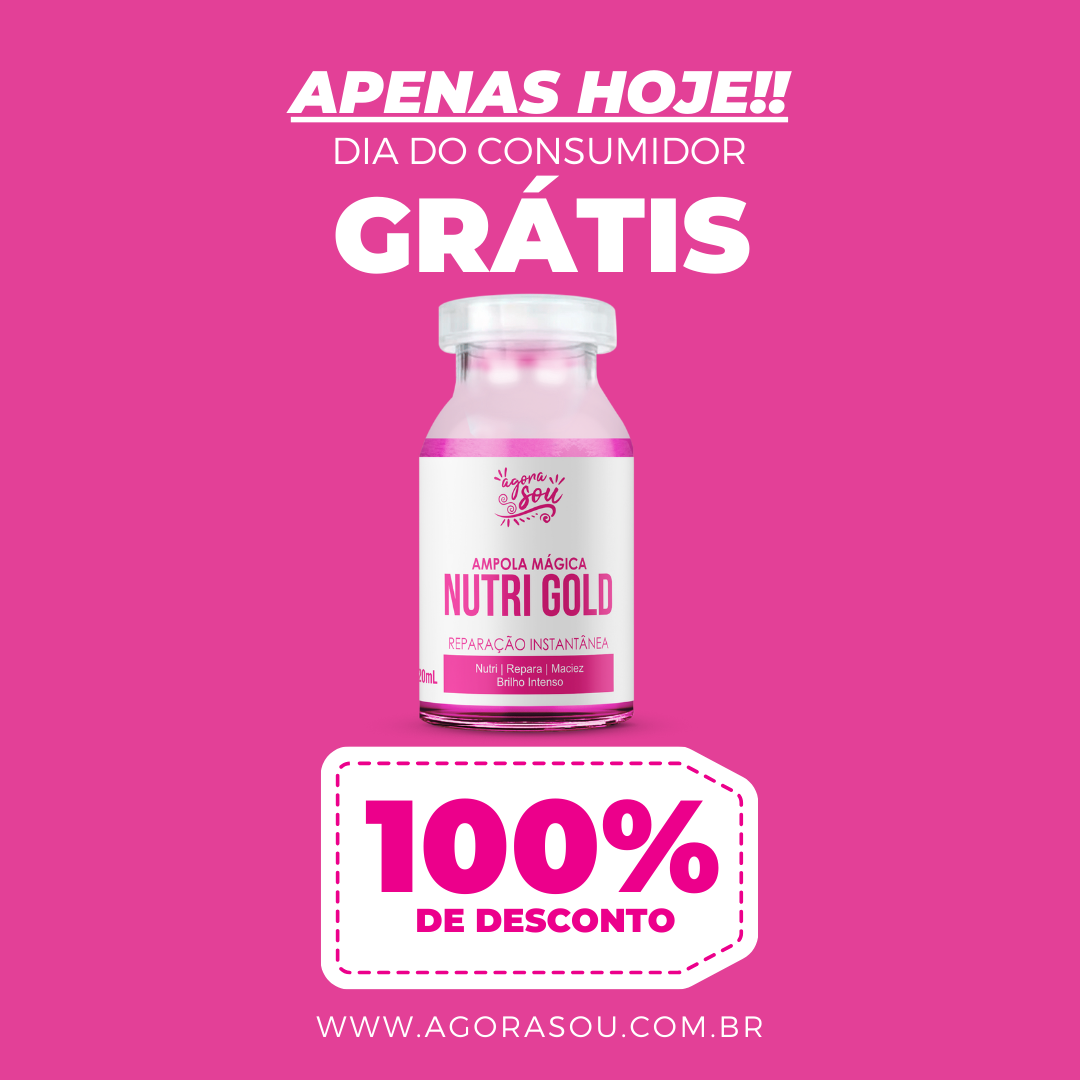 APENAS HOJE!!
DIA DO CONSUMIDOR
GRÁTIS
agora
sou
AMPOLA MÁGICA
NUTRI GOLD
REPARAÇÃO INSTANTÂNEA
Nutri | Repara | Maciez
20mL
Brilho Intenso
100%
DE DESCONTO
WWW.AGORASOU.COM.BR